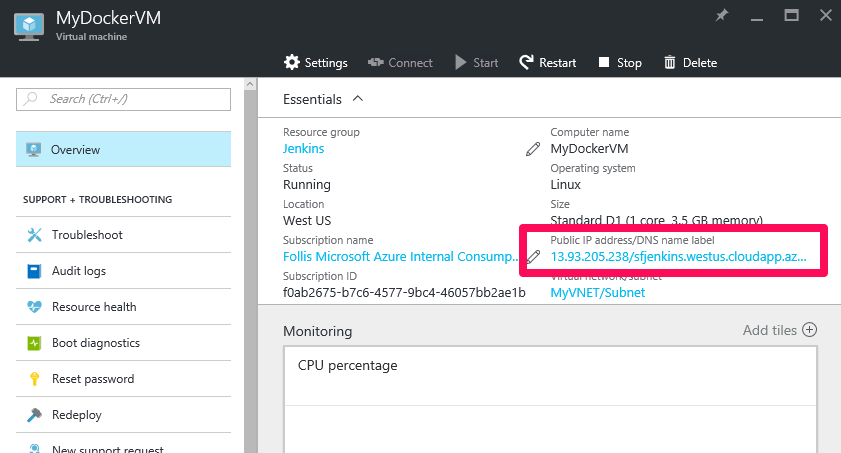 MyDockerVM
Virtual machine
Settings Connect Start Restart Stop Delete
Search (Ctrl+/)
Overview
SUPPORT + TROUBLESHOOTING
Troubleshoot
Audit logs
Resource health
Boot diagnostics
Reset password
Redeploy
New support request
Essentials
Resource group
Jenkins
Status
Running
Location
West US
Subscription name
Follis Microsoft Azure Internal Consump...
Subscription ID
f0ab2675-b7c6-4577-9bc4-46057bb2ae1b
Computer name
MyDockerVM
Operating system
Linux
Size
Standard D1 (1 core, 3.5 GB memory)
Public IP address/DNS name label
13.93.205.238/sfjenkins.westus.cloudapp.az...
Virtual network/subnet
MyVNET/Subnet
Monitoring
Add tiles
CPU percentage